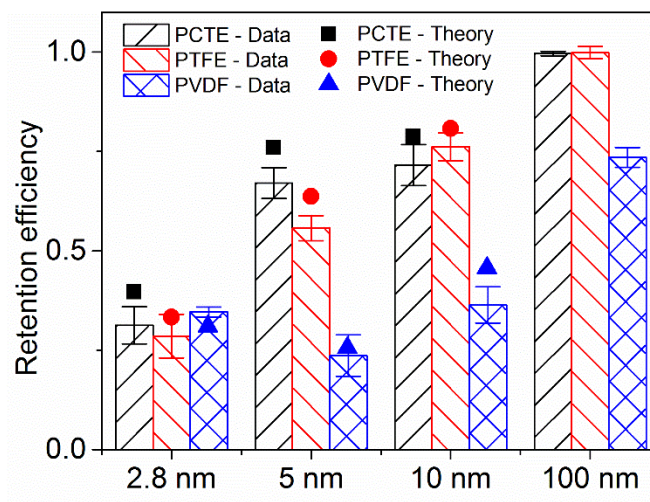 PCTE - Data PCTE - Theory
PTFE - Data PTFE - Theory
PVDF - Data PVDF - Theory
1.0
0.5
0.0
Retention efficiency
2.8 nm 5 nm 10 nm 100 nm